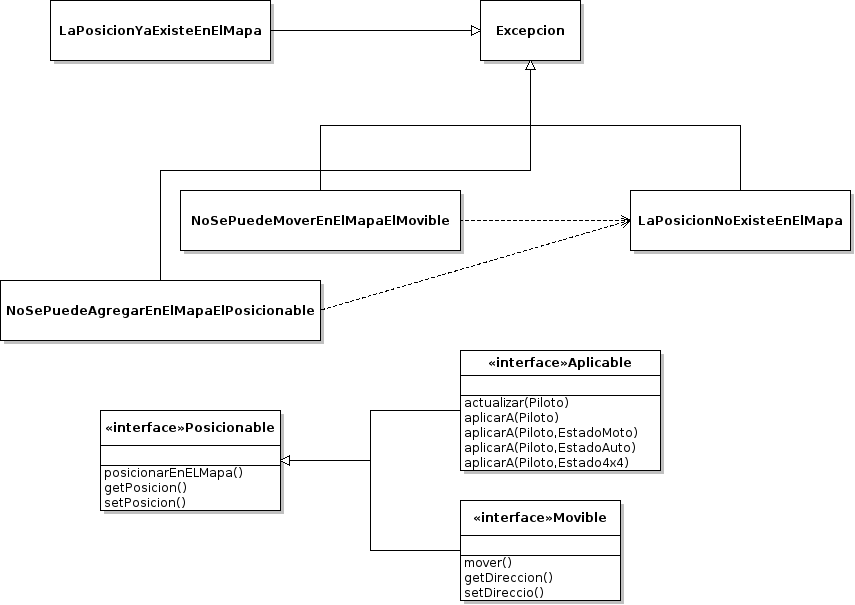 LaPosicionYaExisteEnElMapa
Excepcion
NoSePuedeMoverEnElMapaElMovible
LaPosicionNoExisteEnElMapa
NoSePuedeAgregarEnElMapaElPosicionable
«interface»Aplicable
actualizar(Piloto)
aplicarA(Piloto)
aplicarA(Piloto,EstadoMoto)
aplicarA(Piloto,EstadoAuto)
aplicarA(Piloto,Estado4x4)
«interface»Posicionable
posicionarEnELMapa()
getPosicion()
setPosicion()
«interface»Movible
mover()
getDireccion()
setDireccio()